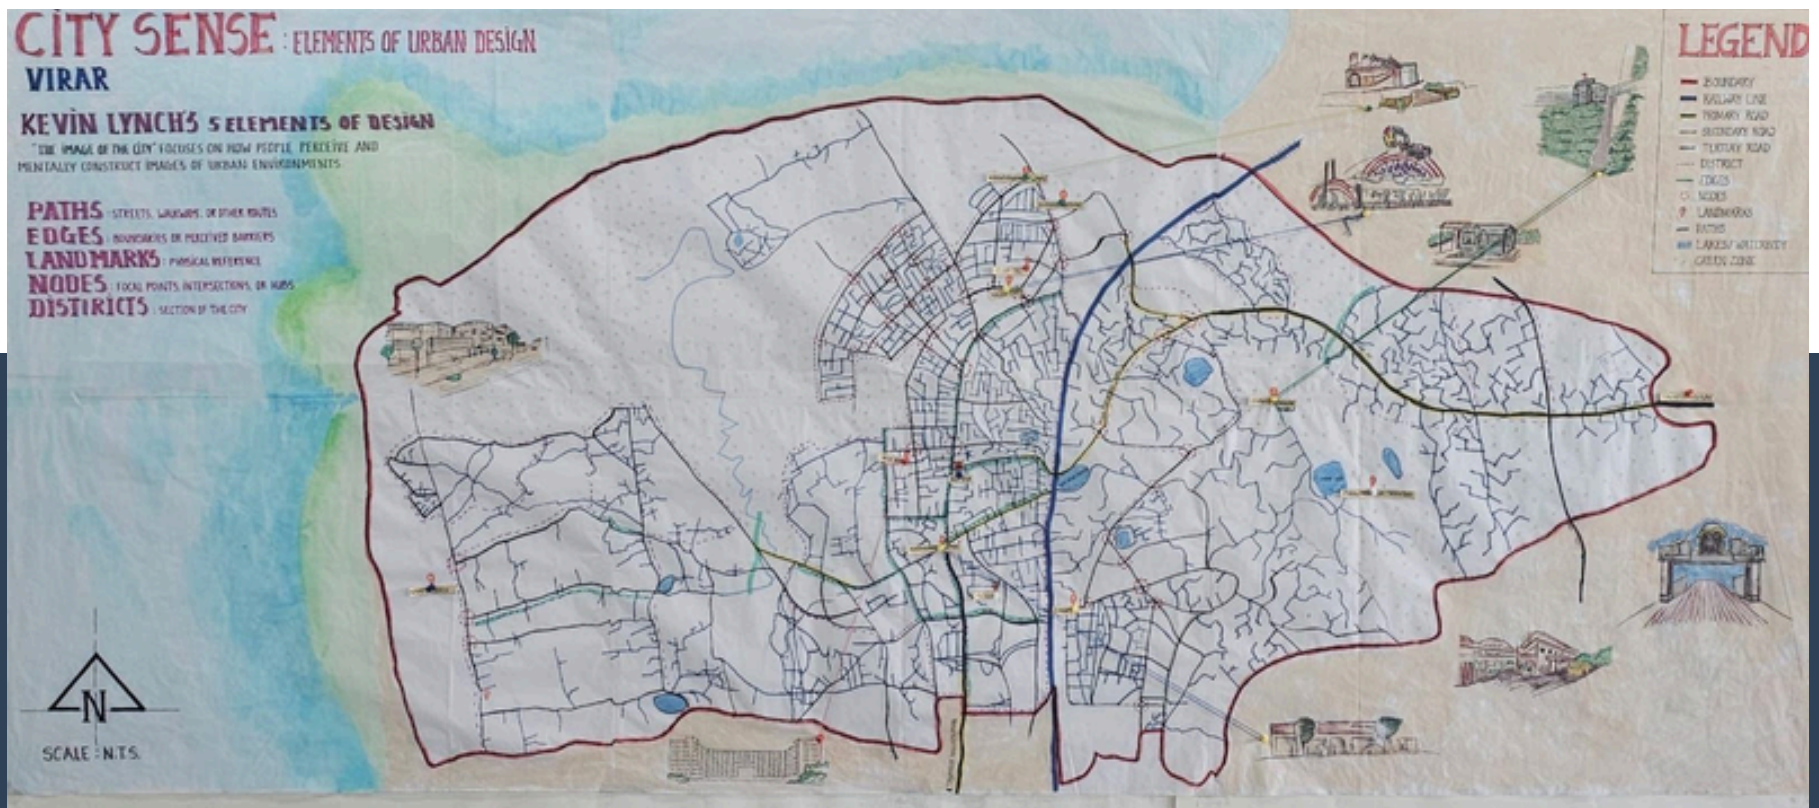 CITY SENSE : ELEMENTS OF URBAN DESIGN
VIRAR
KEVIN LYNCH'S 5 ELEMENTS OF DESIGN
"THE IMAGE OF THE CITY" FOCUSES ON HOW PEOPLE PERCEIVE AND
MENTALLY CONSTRUCT IMAGES OF URBAN ENVIRONMENTS
PATHS : STREETS, WALKWAYS, OR OTHER ROUTES
EDGES : BOUNDARIES OR PERCEIVED BARRIERS
LANDMARKS : PHYSICAL REFERENCE
NODES : FOCAL POINTS, INTERSECTIONS, OR HUBS
DISTIRICTS : SECTION OF THE CITY
N
SCALE : N.T.S.
LEGEND
BOUNDARY
RAILWAY LINE
PRIMARY ROAD
SECONDARY ROAD
TERTIARY ROAD
DISTRICT
EDGES
NODES
LANDMARKS
PATHS
LAKES/ WATERBODY
GREEN ZONE